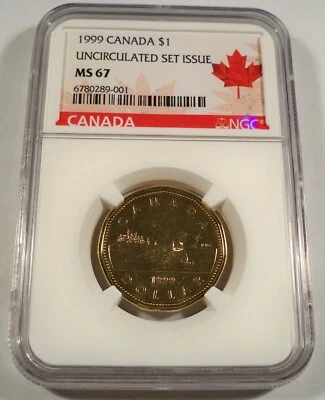 1999 CANADA $1
UNCIRCULATED SET ISSUE
MS 67
6780289-001
CANADA
NGC
CANADA
1999
DOLLAR